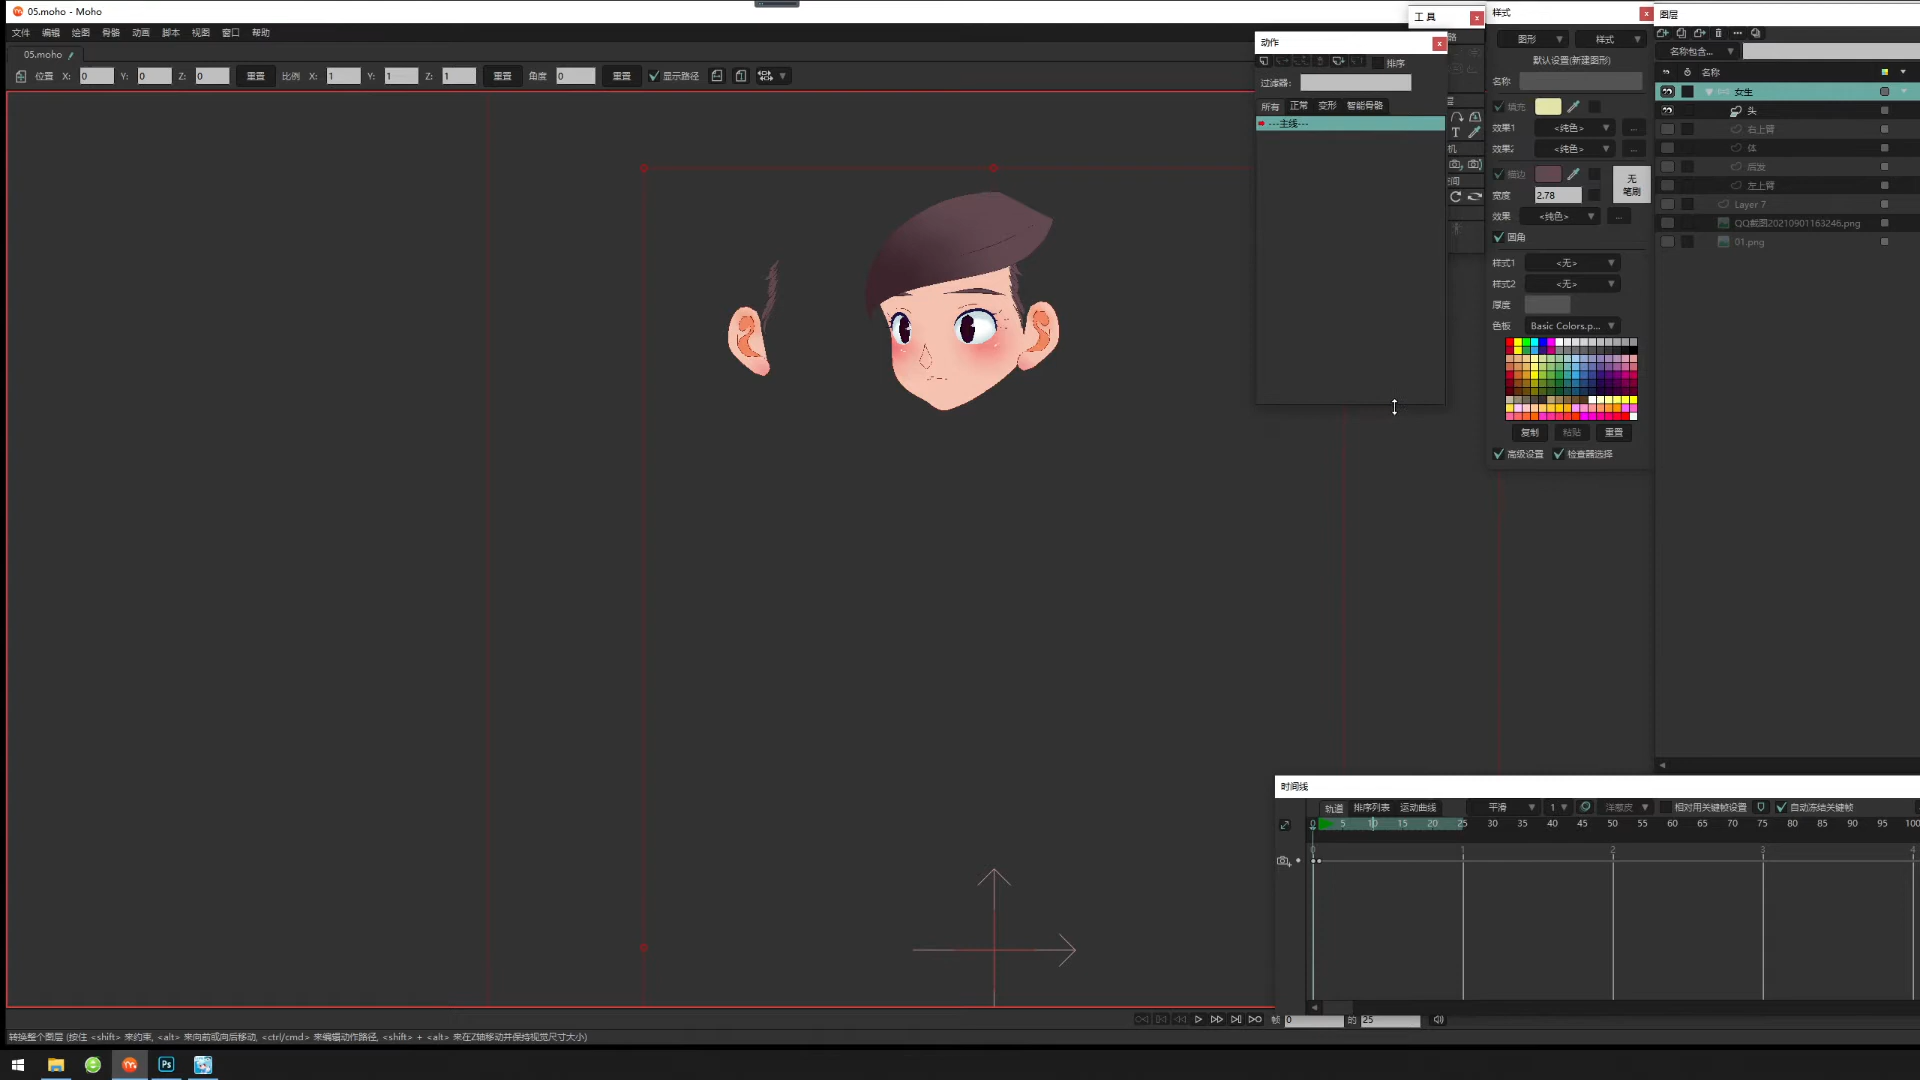 05.moho - Moho
文件 编辑 绘图 骨骼 动画 脚本 视图 窗口 帮助
05.moho
位置 X: 0 Y: 0 Z: 0 重置 比例 X: 1 Y: 1 Z: 1 重置 角度 0 重置 显示路径
工具
动作
排序
过滤器:
所有 正常 变形 智能骨骼
---主线---
样式
图形 样式
默认设置(新建图形)
名称
填充
效果1 <纯色> ...
效果2 <纯色> ...
描边
无
笔刷
宽度 2.78
效果 <纯色> ...
圆角
样式1 <无>
样式2 <无>
厚度
色板 Basic Colors.p...
复制 粘贴 重置
高级设置 检查器选择
图层
名称包含...
名称
女生
头
右上臂
体
后发
左上臂
Layer 7
QQ截图20210901163246.png
01.png
时间线
轨道 排序列表 运动曲线 平滑 1 洋葱皮 相对用关键帧设置 自动冻结关键帧
0 5 10 15 20 25 30 35 40 45 50 55 60 65 70 75 80 85 90 95 100
0 1 2 3 4
帧 0 的 25
转换整个图层 (按住 <shift> 来约束, <alt> 来向前或向后移动, <ctrl/cmd> 来编辑动作路径, <shift> + <alt> 来在Z轴移动并保持视觉尺寸大小)
Ps